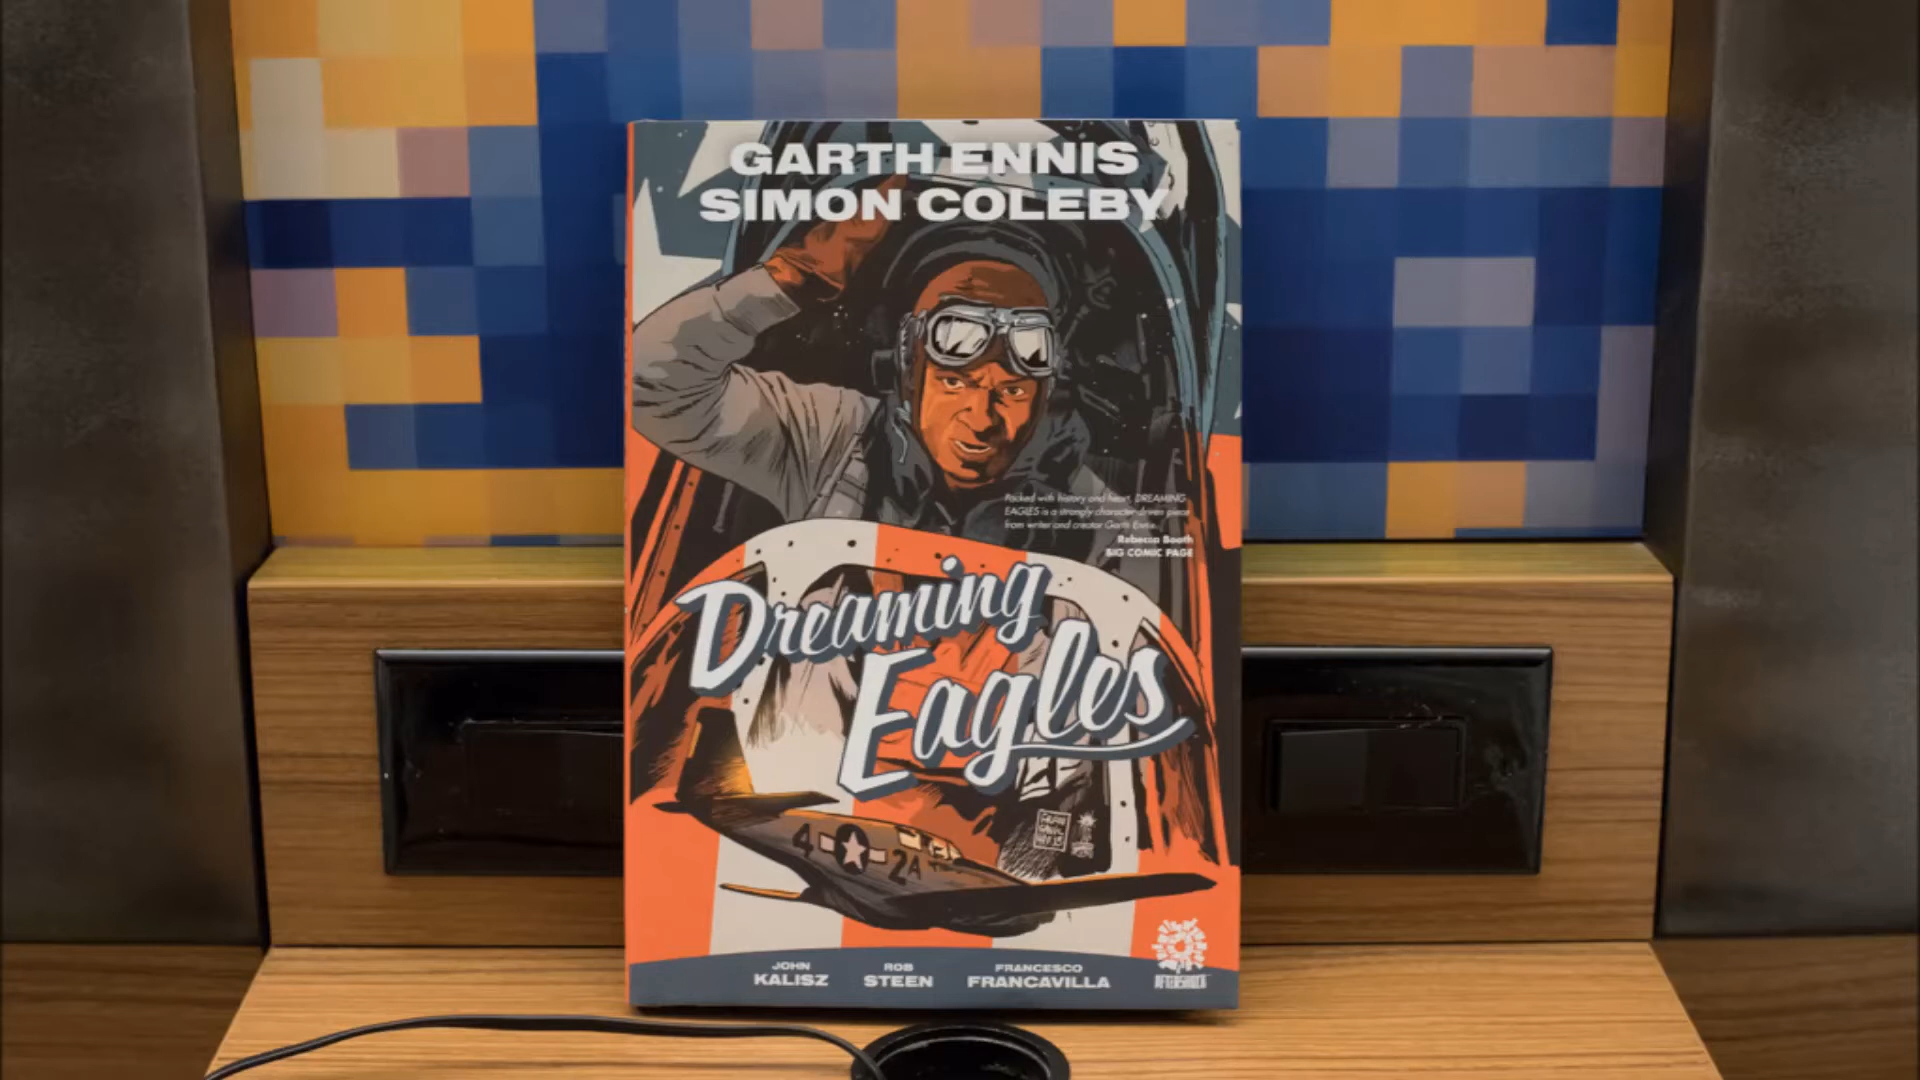 GARTH ENNIS
SIMON COLEBY
Packed with history and heart, DREAMING
EAGLES is a strongly character-driven piece
from writer and creator Garth Ennis.
Rebecca Booth
BIG COMIC PAGE
Dreaming
Eagles
4 2A
JOHN
KALISZ
ROB
STEEN
FRANCESCO
FRANCAVILLA
AFTERSHOCK